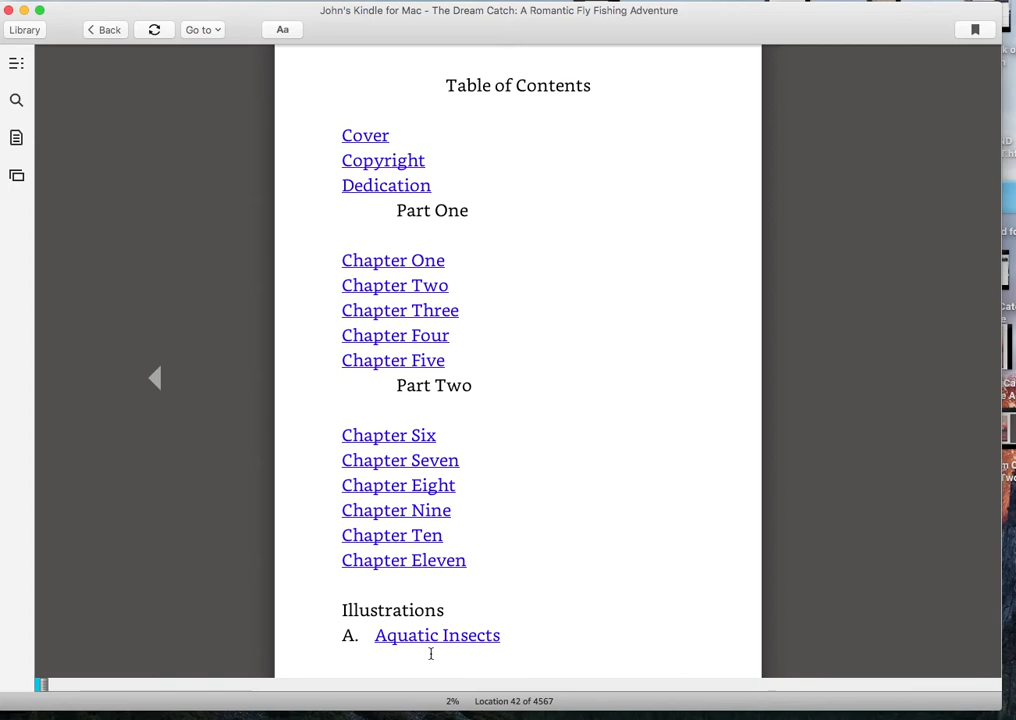 John's Kindle for Mac - The Dream Catch: A Romantic Fly Fishing Adventure
Library
Back
Go to
Aa
Table of Contents
Cover
Copyright
Dedication
Part One
Chapter One
Chapter Two
Chapter Three
Chapter Four
Chapter Five
Part Two
Chapter Six
Chapter Seven
Chapter Eight
Chapter Nine
Chapter Ten
Chapter Eleven
Illustrations
A. Aquatic Insects
2% Location 42 of 4567